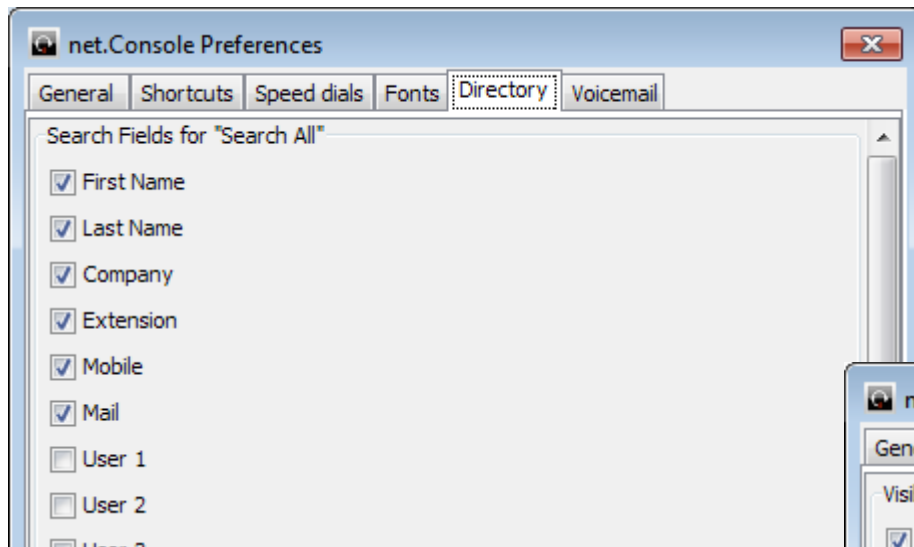 net.Console Preferences
General Shortcuts Speed dials Fonts Directory Voicemail
Search Fields for "Search All"
First Name
Last Name
Company
Extension
Mobile
Mail
User 1
User 2